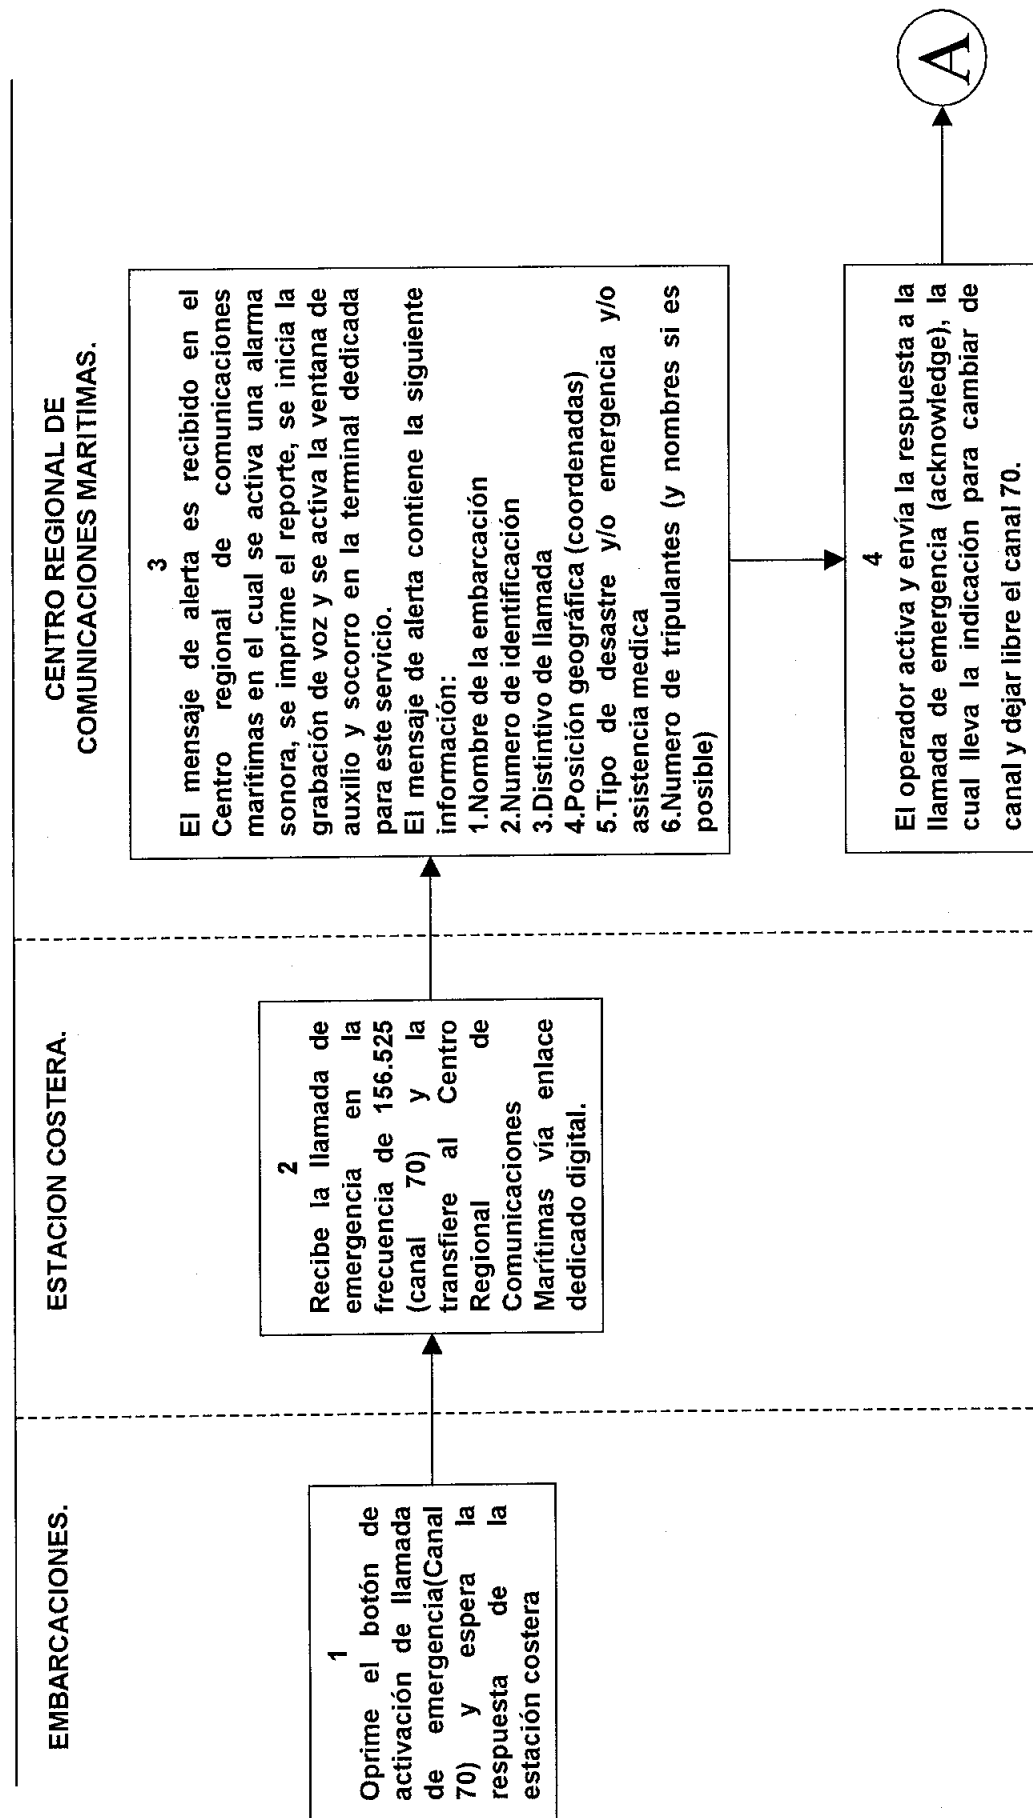 EMBARCACIONES.
ESTACION COSTERA.
CENTRO REGIONAL DE
COMUNICACIONES MARITIMAS.
1
Oprime el botón de
activación de llamada
de emergencia(Canal
70) y espera la
respuesta de la
estación costera
2
Recibe la llamada de
emergencia en la
frecuencia de 156.525
(canal 70) y la
transfiere al Centro
Regional de
Comunicaciones
Marítimas vía enlace
dedicado digital.
3
El mensaje de alerta es recibido en el
Centro regional de comunicaciones
marítimas en el cual se activa una alarma
sonora, se imprime el reporte, se inicia la
grabación de voz y se activa la ventana de
auxilio y socorro en la terminal dedicada
para este servicio.
El mensaje de alerta contiene la siguiente
información:
1.Nombre de la embarcación
2.Numero de identificación
3.Distintivo de llamada
4.Posición geográfica (coordenadas)
5.Tipo de desastre y/o emergencia y/o
asistencia medica
6.Numero de tripulantes (y nombres si es
posible)
4
El operador activa y envía la respuesta a la
llamada de emergencia (acknowledge), la
cual lleva la indicación para cambiar de
canal y dejar libre el canal 70.
A